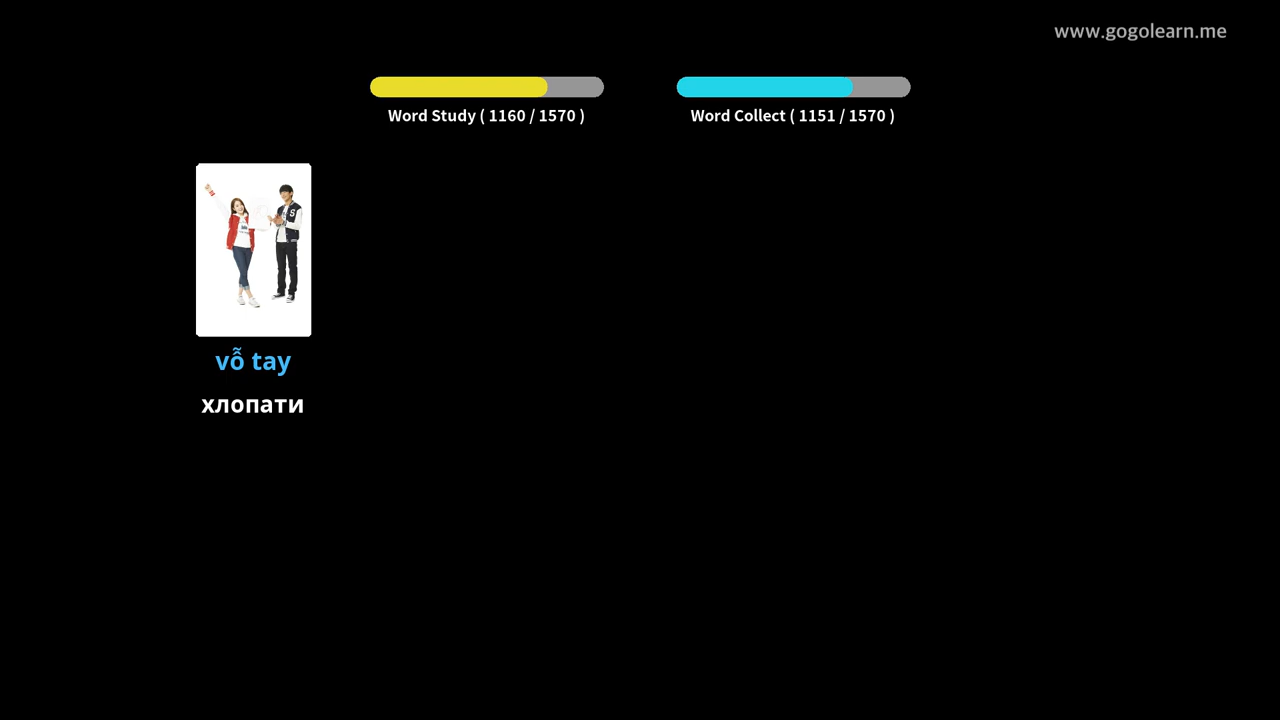 www.gogolearn.me
Word Study ( 1160 / 1570 )
Word Collect ( 1151 / 1570 )
S
vỗ tay
хлопати